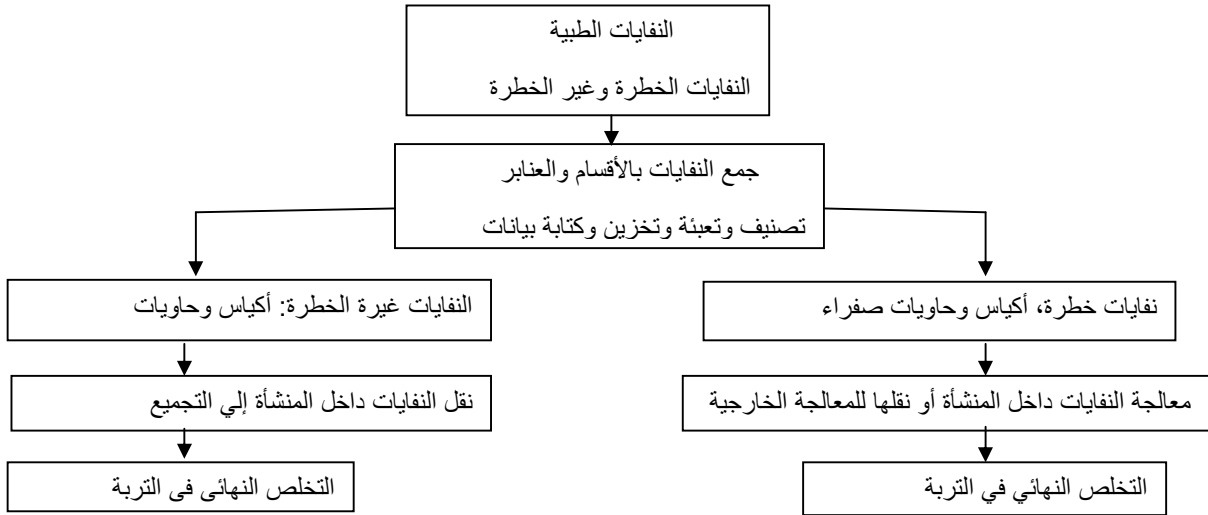 النفايات الطبية
النفايات الخطرة وغير الخطرة
جمع النفايات بالأقسام والعنابر
تصنيف وتعبئة وتخزين وكتابة بيانات
نفايات خطرة، أكياس وحاويات صفراء
النفايات غيرة الخطرة: أكياس وحاويات
معالجة النفايات داخل المنشأة أو نقلها للمعالجة الخارجية
نقل النفايات داخل المنشأة إلي التجميع
التخلص النهائي في التربة
التخلص النهائى فى التربة